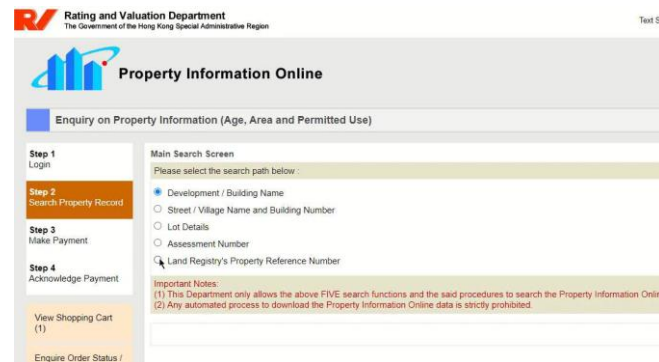 Rating and Valuation Department
The Government of the Hong Kong Special Administrative Region
Text S
Property Information Online
Enquiry on Property Information (Age, Area and Permitted Use)
Step 1
Login
Step 2
Search Property Record
Step 3
Make Payment
Step 4
Acknowledge Payment
View Shopping Cart
(1)
Enquire Order Status /
Main Search Screen
Please select the search path below :
Development / Building Name
Street / Village Name and Building Number
Lot Details
Assessment Number
Land Registry's Property Reference Number
Important Notes:
(1) This Department only allows the above FIVE search functions and the said procedures to search the Property Information Onlin
(2) Any automated process to download the Property Information Online data is strictly prohibited.